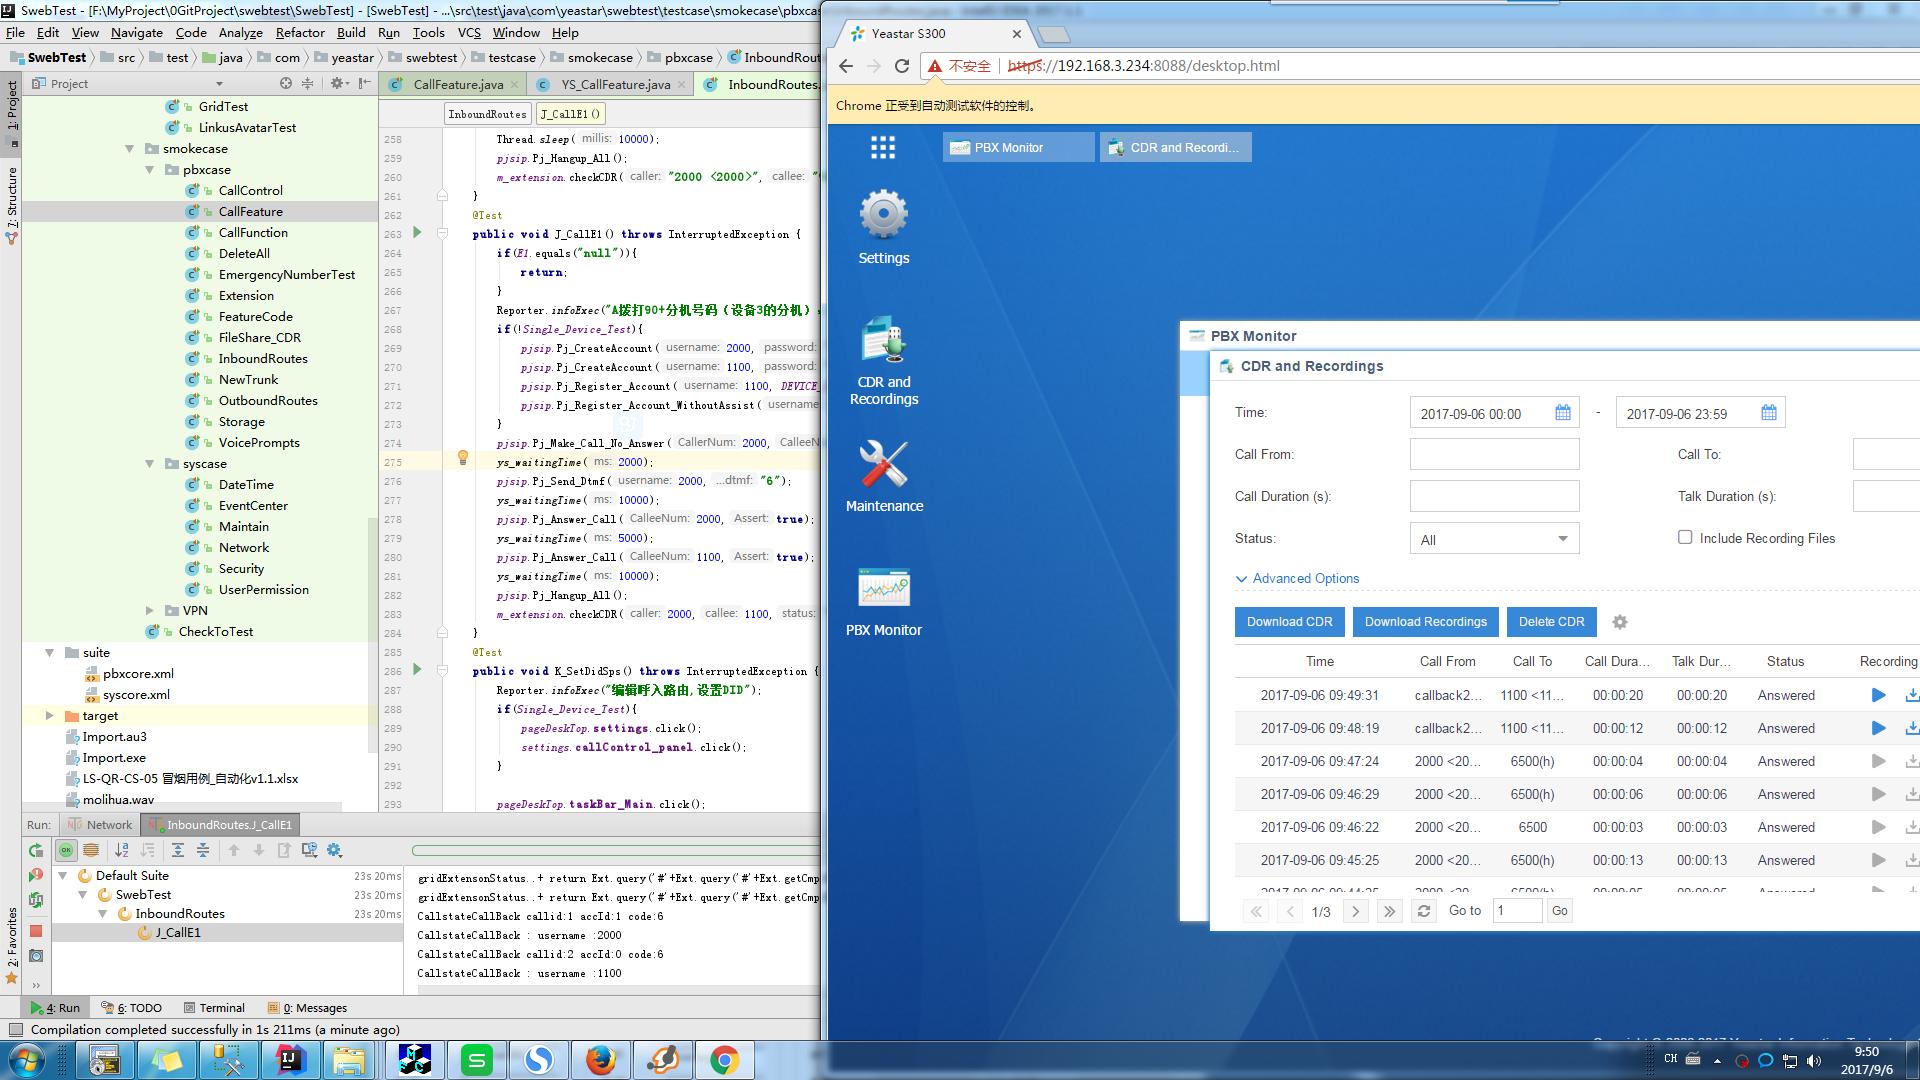 SwebTest - [F:\MyProject\0GitProject\swebtest\SwebTest] - [SwebTest] - ...\src\test\java\com\yeastar\swebtest\testcase\smokecase\pbxcas
File Edit View Navigate Code Analyze Refactor Build Run Tools VCS Window Help
SwebTest src test java com yeastar swebtest testcase smokecase pbxcase InboundRout
Project
CallFeature.java YS_CallFeature.java InboundRoutes.
InboundRoutes J_CallE1()
1: Project
7: Structure
2: Favorites
GridTest
LinkusAvatarTest
smokecase
pbxcase
CallControl
CallFeature
CallFunction
DeleteAll
EmergencyNumberTest
Extension
FeatureCode
FileShare_CDR
InboundRoutes
NewTrunk
OutboundRoutes
Storage
VoicePrompts
syscase
DateTime
EventCenter
Maintain
Network
Security
UserPermission
VPN
CheckToTest
suite
pbxcore.xml
syscore.xml
target
Import.au3
Import.exe
LS-QR-CS-05 冒烟用例_自动化v1.1.xlsx
molihua.wav
258 Thread.sleep( millis: 10000);
259 pjsip.Pj_Hangup_All();
260 m_extension.checkCDR( caller: "2000 <2000>", callee: "
261 }
262 @Test
263 public void J_CallE1() throws InterruptedException {
264 if(E1.equals("null")){
265 return;
266 }
267 Reporter.infoExec("A拨打90+分机号码（设备3的分机）,
268 if(!Single_Device_Test){
269 pjsip.Pj_CreateAccount( username: 2000, password:
270 pjsip.Pj_CreateAccount( username: 1100, password:
271 pjsip.Pj_Register_Account( username: 1100, DEVICE_
272 pjsip.Pj_Register_Account_WithoutAssist( username
273 }
274 pjsip.Pj_Make_Call_No_Answer( CallerNum: 2000, CalleeN
275 ys_waitingTime( ms: 2000);
276 pjsip.Pj_Send_Dtmf( username: 2000, ...dtmf: "6");
277 ys_waitingTime( ms: 10000);
278 pjsip.Pj_Answer_Call( CalleeNum: 2000, Assert: true);
279 ys_waitingTime( ms: 5000);
280 pjsip.Pj_Answer_Call( CalleeNum: 1100, Assert: true);
281 ys_waitingTime( ms: 10000);
282 pjsip.Pj_Hangup_All();
283 m_extension.checkCDR( caller: 2000, callee: 1100, status:
284 }
285 @Test
286 public void K_SetDidSps() throws InterruptedException {
287 Reporter.infoExec("编辑呼入路由,设置DID");
288 if(Single_Device_Test){
289 pageDeskTop.settings.click();
290 settings.callControl_panel.click();
291 }
292
293 pageDeskTop.taskBar_Main.click();
Run: Network InboundRoutes.J_CallE1
Default Suite 23s 20ms
SwebTest 23s 20ms
InboundRoutes 23s 20ms
J_CallE1
gridExtensonStatus..+ return Ext.query('#'+Ext.query('#'+Ext.getCmp
gridExtensonStatus..+ return Ext.query('#'+Ext.query('#'+Ext.getCmp
CallstateCallBack callid:1 accId:1 code:6
CallstateCallBack : username :2000
CallstateCallBack callid:2 accId:0 code:6
CallstateCallBack : username :1100
4: Run 6: TODO Terminal 0: Messages
Compilation completed successfully in 1s 211ms (a minute ago)
Yeastar S300
不安全 https://192.168.3.234:8088/desktop.html
Chrome 正受到自动测试软件的控制。
PBX Monitor CDR and Recordi...
Settings
CDR and
Recordings
Maintenance
PBX Monitor
PBX Monitor
CDR and Recordings
Time: 2017-09-06 00:00 - 2017-09-06 23:59
Call From: Call To:
Call Duration (s): Talk Duration (s):
Status: All Include Recording Files
Advanced Options
Download CDR Download Recordings Delete CDR
Time Call From Call To Call Dura... Talk Dur... Status Recording
2017-09-06 09:49:31 callback2... 1100 <11... 00:00:20 00:00:20 Answered
2017-09-06 09:48:19 callback2... 1100 <11... 00:00:12 00:00:12 Answered
2017-09-06 09:47:24 2000 <20... 6500(h) 00:00:04 00:00:04 Answered
2017-09-06 09:46:29 2000 <20... 6500(h) 00:00:06 00:00:06 Answered
2017-09-06 09:46:22 2000 <20... 6500 00:00:03 00:00:03 Answered
2017-09-06 09:45:25 2000 <20... 6500(h) 00:00:13 00:00:13 Answered
1/3 Go to 1 Go
CH
9:50
2017/9/6